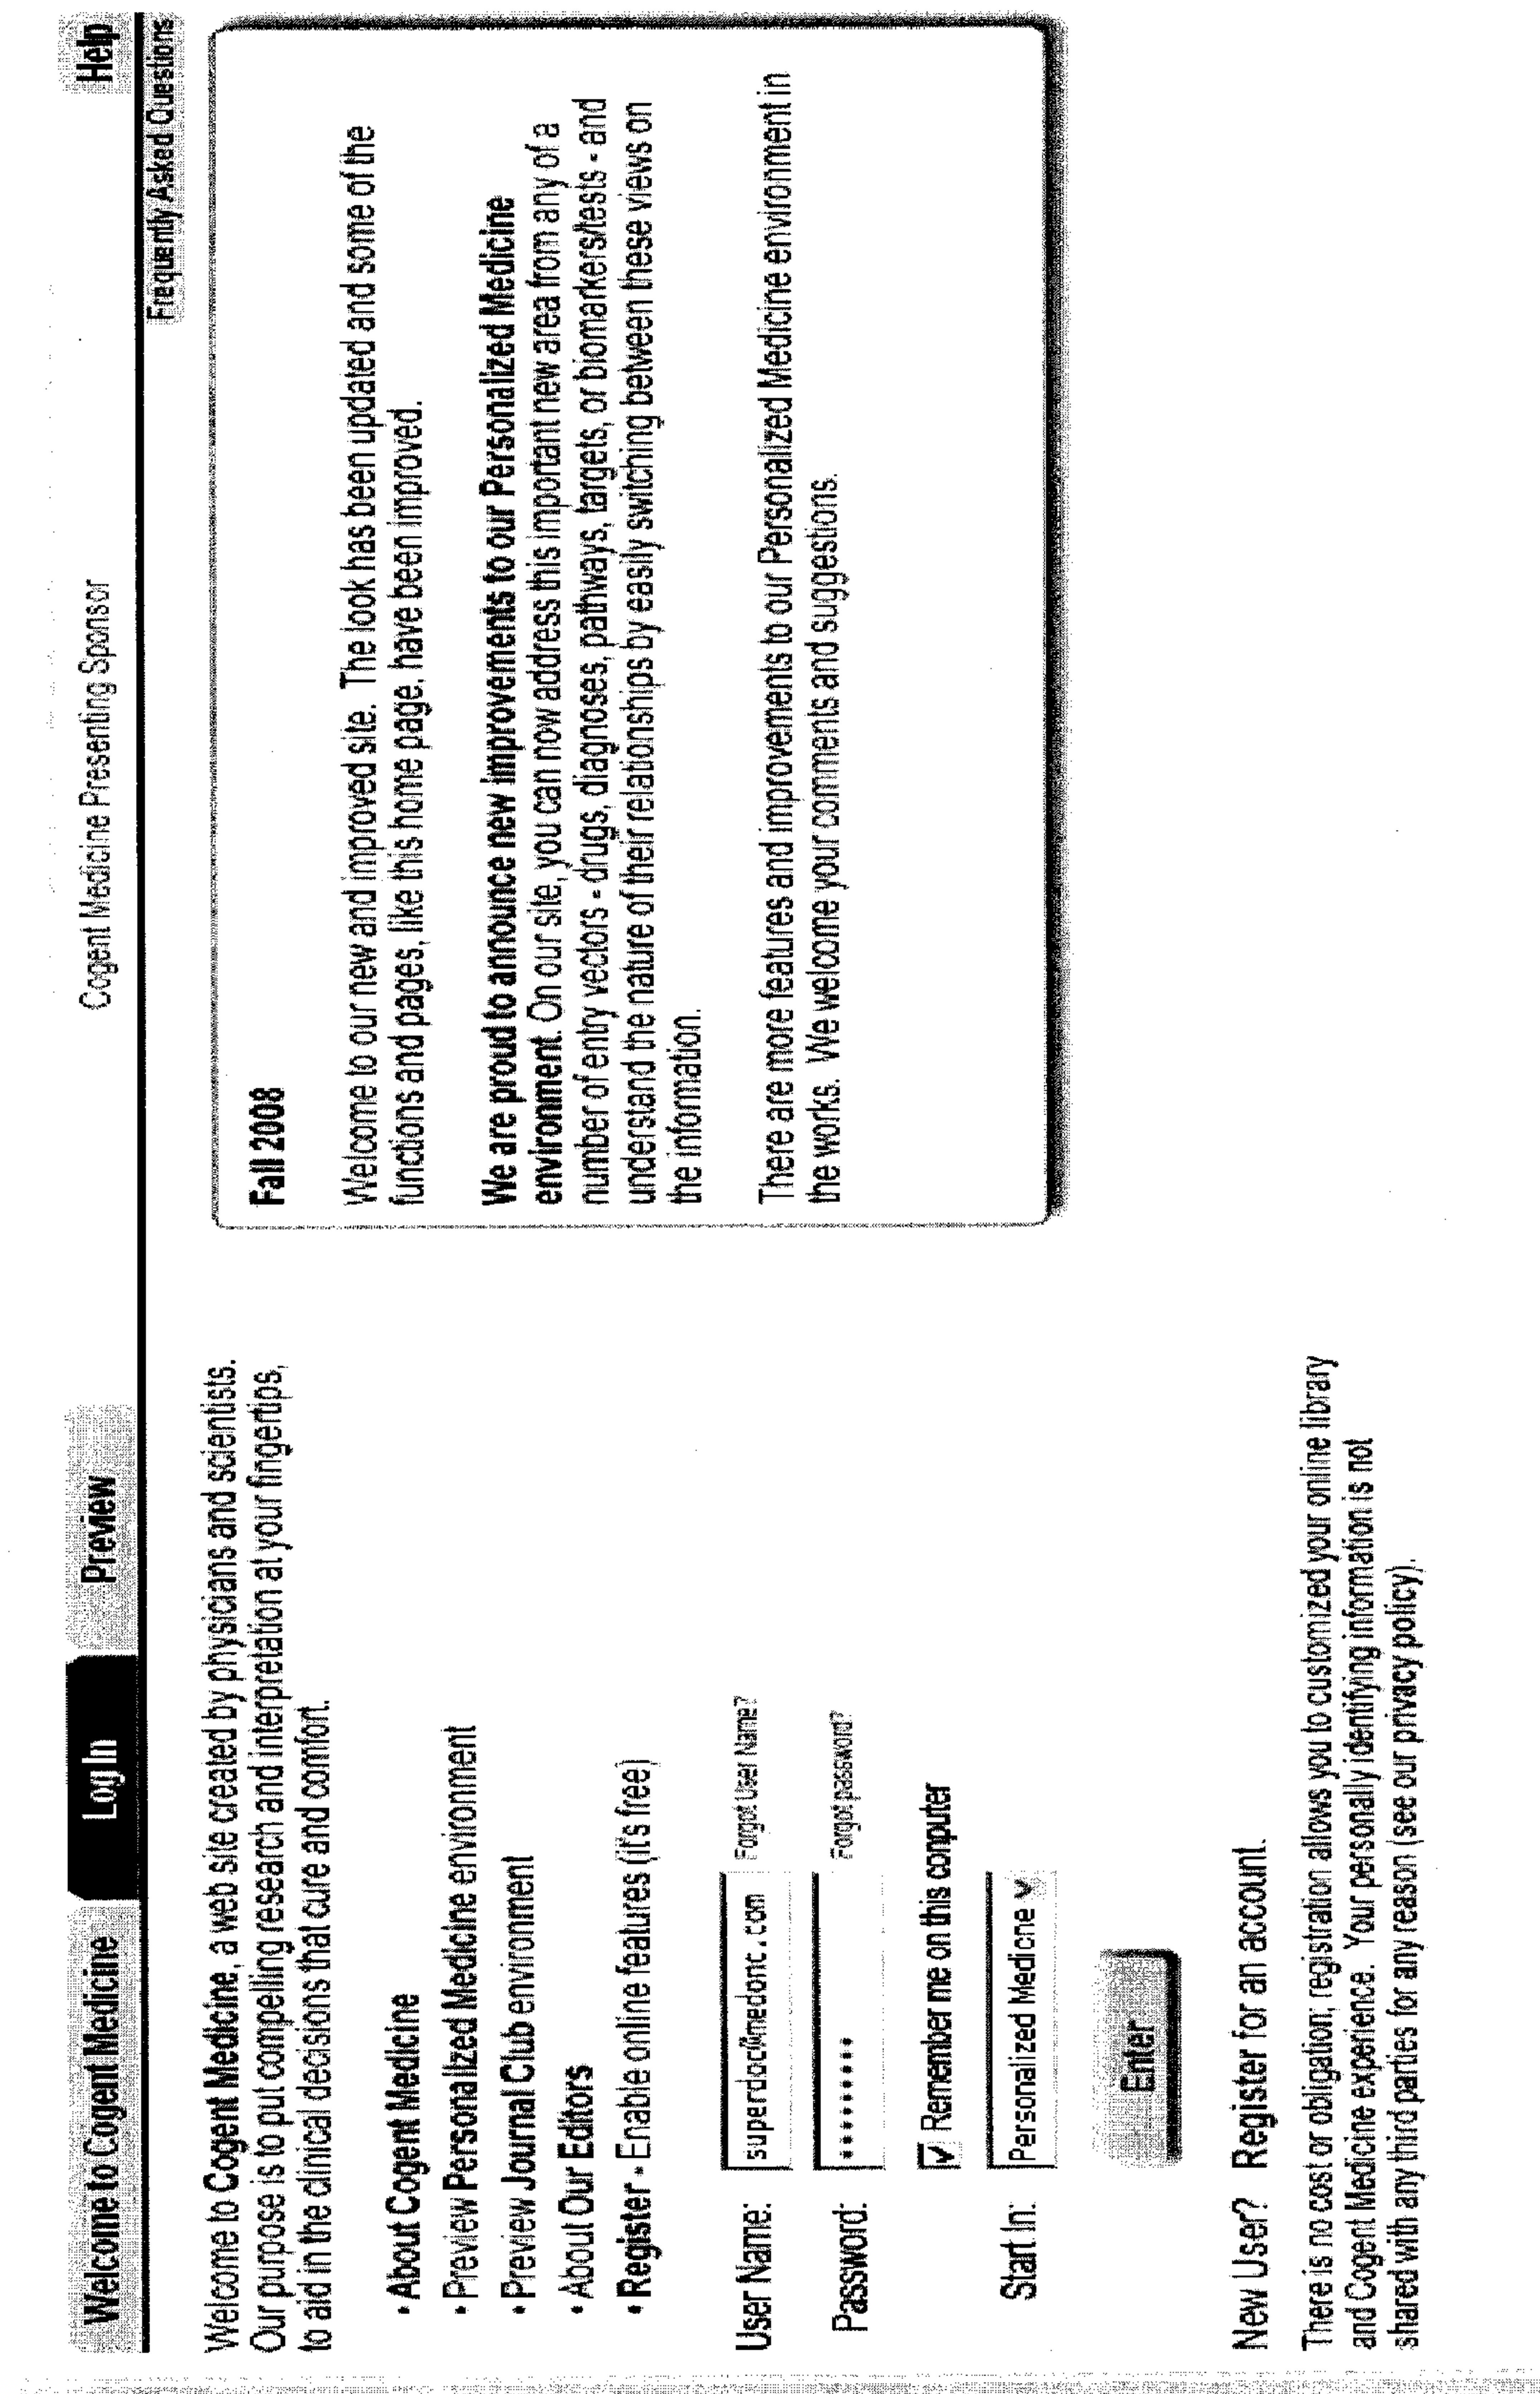 Welcome to Cogent Medicine
Log In
Preview
Cogent Medicine Presenting Sponsor
Help
Frequently Asked Questions
Welcome to Cogent Medicine, a web site created by physicians and scientists.
Our purpose is to put compelling research and interpretation at your fingertips,
to aid in the clinical decisions that cure and comfort.
• About Cogent Medicine
• Preview Personalized Medicine environment
• Preview Journal Club environment
• About Our Editors
• Register - Enable online features (it's free)
User Name:
Forgot User Name?
Password:
••••••••
Forgot password?
Remember me on this computer
Start In:
Personalized Medicine
Enter
New User? Register for an account.
There is no cost or obligation; registration allows you to customized your online library
and Cogent Medicine experience. Your personally identifying information is not
shared with any third parties for any reason (see our privacy policy).
Fall 2008
Welcome to our new and improved site. The look has been updated and some of the
functions and pages, like this home page, have been improved.
We are proud to announce new improvements to our Personalized Medicine
environment. On our site, you can now address this important new area from any of a
number of entry vectors - drugs, diagnoses, pathways, targets, or biomarkers/tests - and
understand the nature of their relationships by easily switching between these views on
the information.
There are more features and improvements to our Personalized Medicine environment in
the works. We welcome your comments and suggestions.